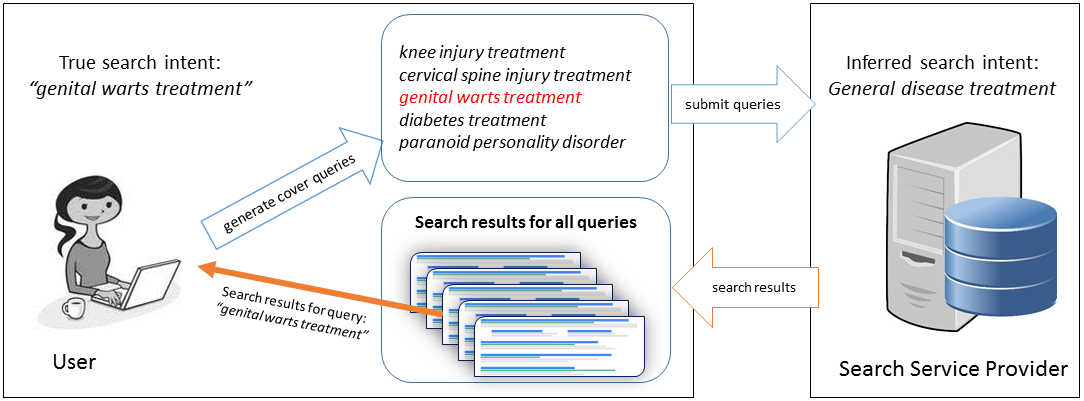 True search intent:
“genital warts treatment”
generate cover queries
knee injury treatment
cervical spine injury treatment
genital warts treatment
diabetes treatment
paranoid personality disorder
submit queries
Inferred search intent:
General disease treatment
Search results for all queries
search results
Search results for query:
“genital warts treatment”
User
Search Service Provider